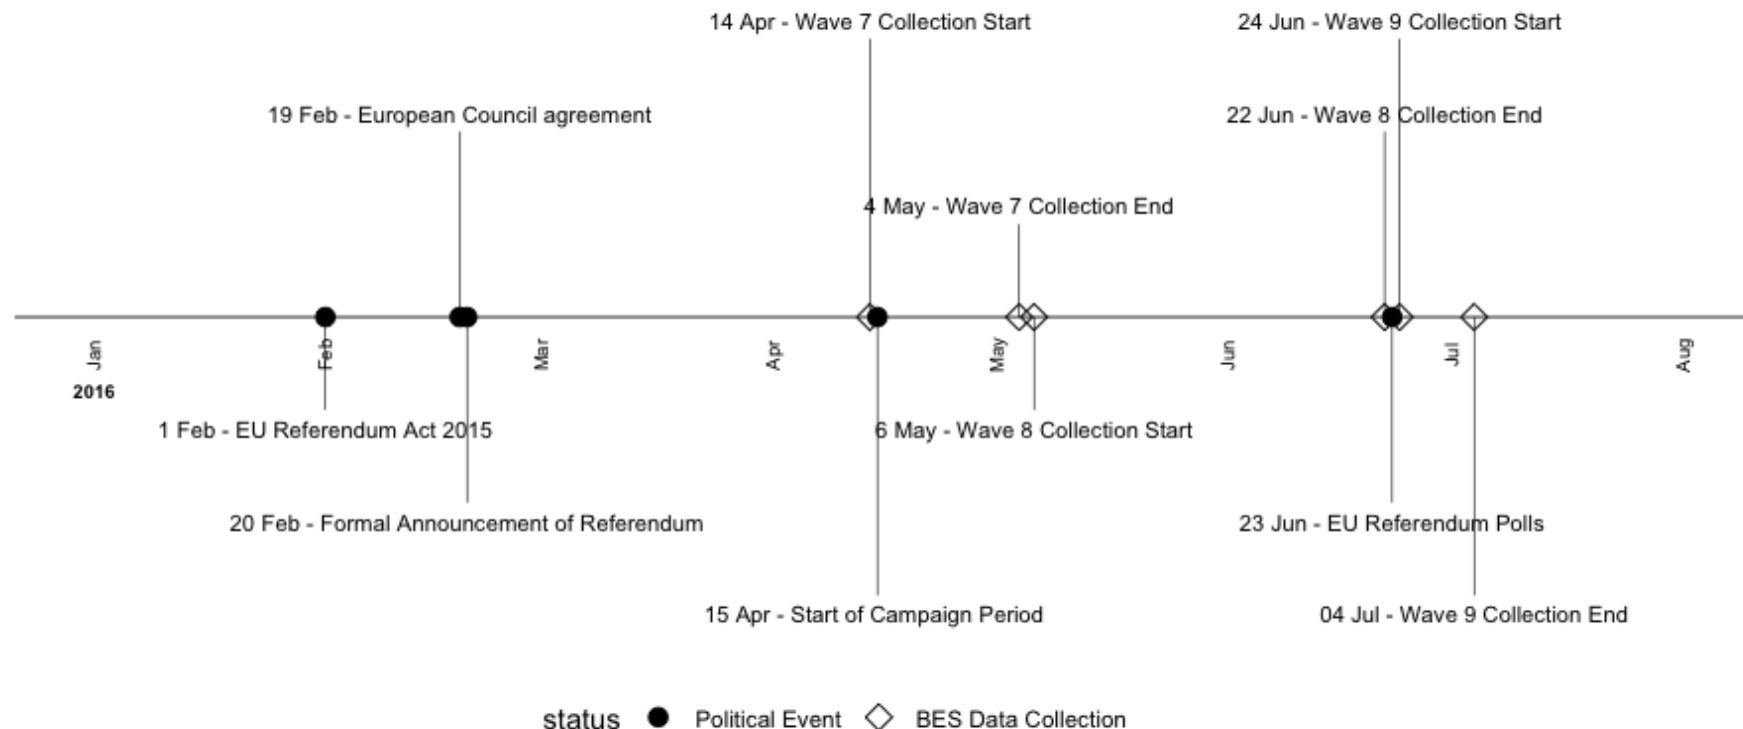 14 Apr - Wave 7 Collection Start
24 Jun - Wave 9 Collection Start
19 Feb - European Council agreement
22 Jun - Wave 8 Collection End
4 May - Wave 7 Collection End
Jan
Feb
Mar
Apr
May
Jun
Jul
Aug
2016
1 Feb - EU Referendum Act 2015
6 May - Wave 8 Collection Start
20 Feb - Formal Announcement of Referendum
23 Jun - EU Referendum Polls
15 Apr - Start of Campaign Period
04 Jul - Wave 9 Collection End
status Political Event BES Data Collection